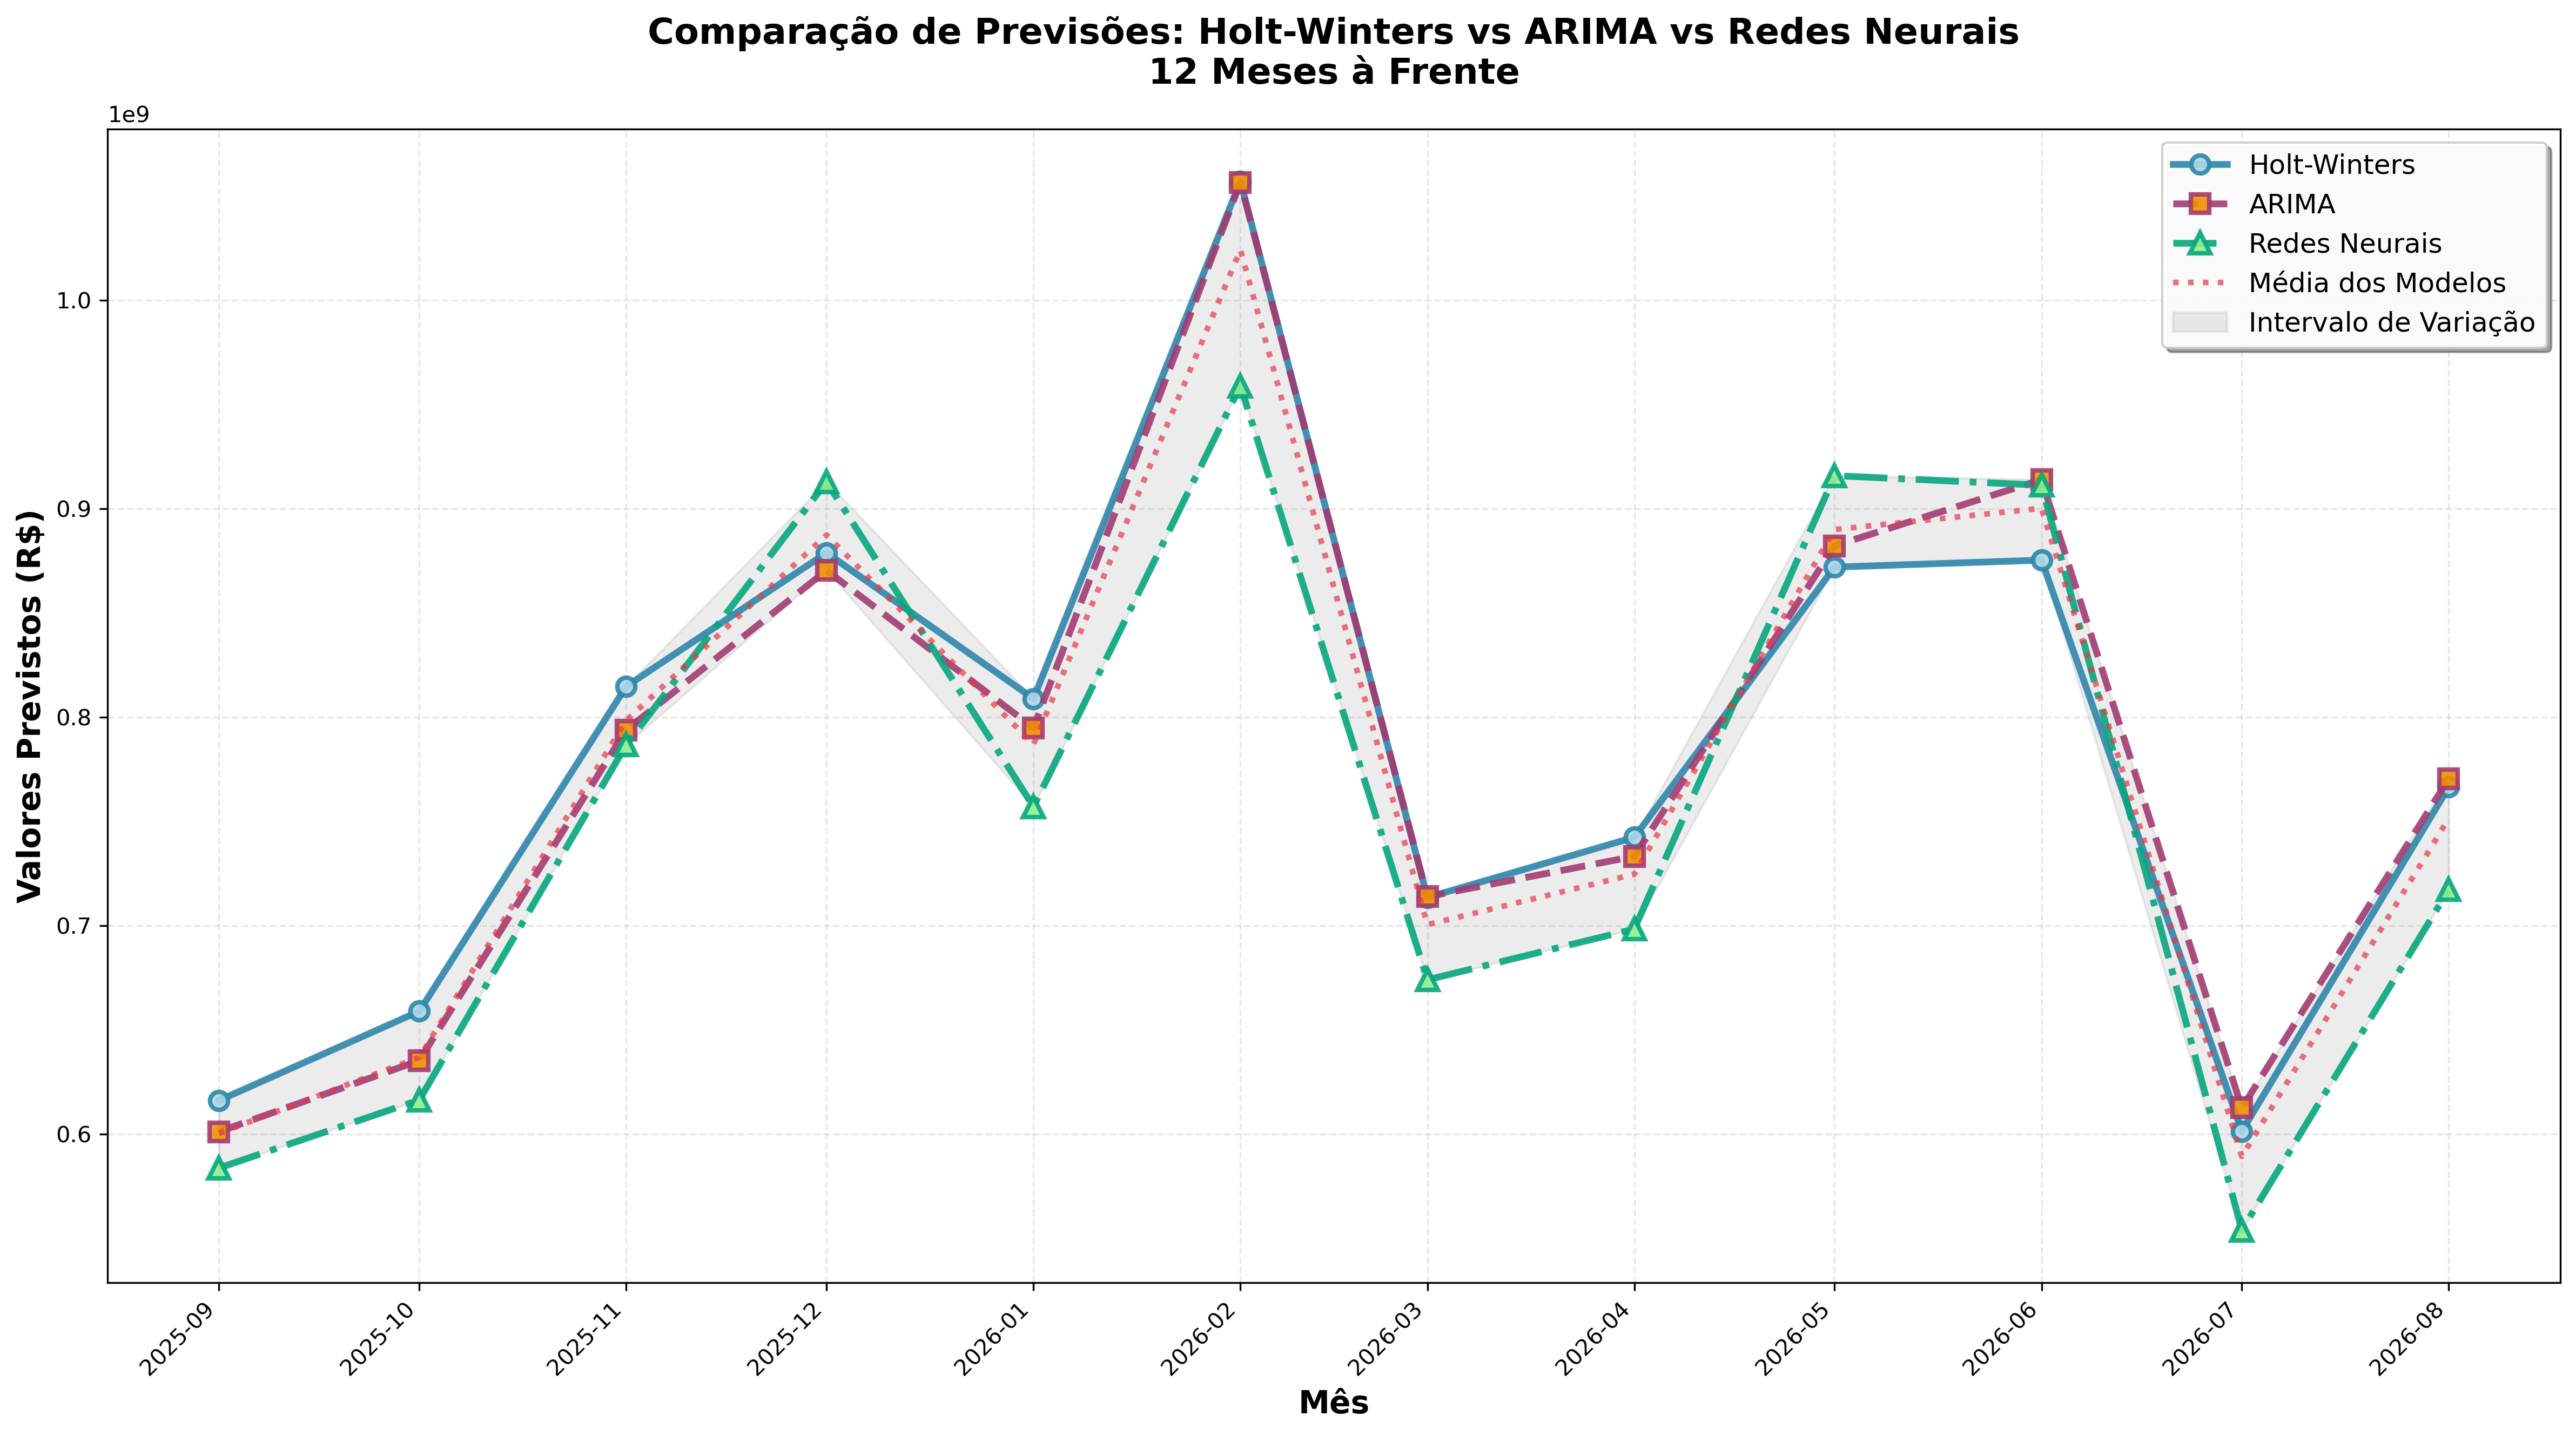 Comparação de Previsões: Holt-Winters vs ARIMA vs Redes Neurais
12 Meses à Frente
1e9
Holt-Winters
ARIMA
Redes Neurais
Média dos Modelos
Intervalo de Variação
Valores Previstos (R$)
1.0
0.9
0.8
0.7
0.6
2025-09
2025-10
2025-11
2025-12
2026-01
2026-02
2026-03
2026-04
2026-05
2026-06
2026-07
2026-08
Mês